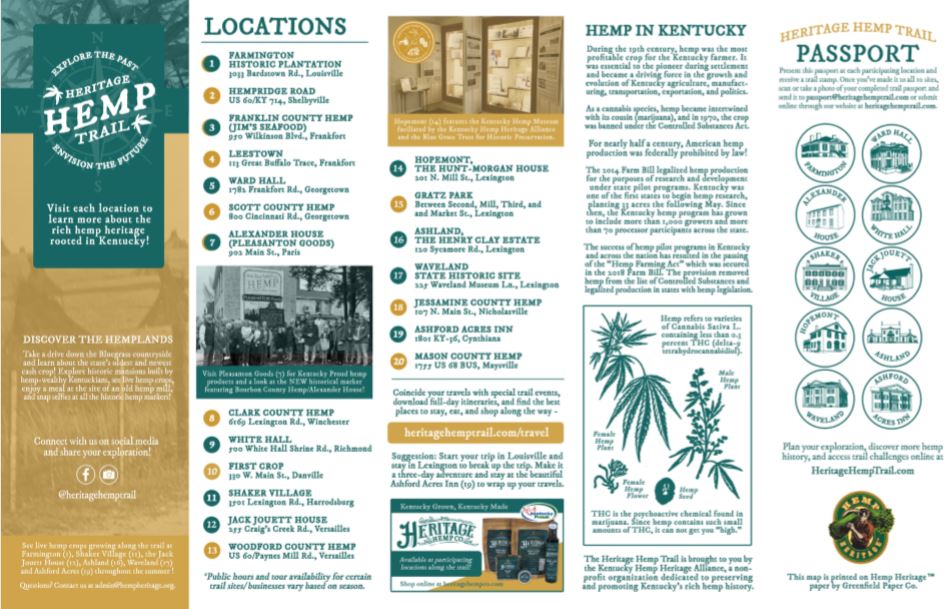 EXPLORE THE PAST
HERITAGE
HEMP
TRAIL
ENVISION THE FUTURE
N
W
S
Visit each location to
learn more about the
rich hemp heritage
rooted in Kentucky!
DISCOVER THE HEMPLANDS
Take a drive down the Bluegrass countryside
and learn about the state's oldest and newest
cash crop! Explore historic mansions built by
hemp-wealthy Kentuckians, see live hemp crops,
enjoy a meal at the site of an old hemp mill,
and snap selfies at all the historic hemp markers!
Connect with us on social media
and share your exploration!
@heritagehemptrail
See live hemp crops growing along the trail at
Farmington (1), Shaker Village (11), the Jack
Jouett House (12), Ashland (16), Waveland (17)
and Ashford Acres (19) throughout the summer!
Questions? Contact us at admin@hempheritage.org.
LOCATIONS
1 FARMINGTON
HISTORIC PLANTATION
3033 Bardstown Rd., Louisville
2 HEMPRIDGE ROAD
US 60/KY 714, Shelbyville
3 FRANKLIN COUNTY HEMP
(JIM'S SEAFOOD)
950 Wilkinson Blvd., Frankfort
4 LEESTOWN
113 Great Buffalo Trace, Frankfort
5 WARD HALL
1782 Frankfort Rd., Georgetown
6 SCOTT COUNTY HEMP
800 Cincinnati Rd., Georgetown
7 ALEXANDER HOUSE
(PLEASANTON GOODS)
902 Main St., Paris
HEMP
Visit Pleasanton Goods (7) for Kentucky Proud hemp
products and a look at the NEW historical marker
featuring Bourbon County Hemp/Alexander House!
8 CLARK COUNTY HEMP
6169 Lexington Rd., Winchester
9 WHITE HALL
500 White Hall Shrine Rd., Richmond
10 FIRST CROP
330 W. Main St., Danville
11 SHAKER VILLAGE
3501 Lexington Rd., Harrodsburg
12 JACK JOUETT HOUSE
255 Craig's Creek Rd., Versailles
13 WOODFORD COUNTY HEMP
US 60/Paynes Mill Rd., Versailles
*Public hours and tour availability for certain
trail sites/businesses vary based on season.
Hopemont (14) features the Kentucky Hemp Museum
facilitated by the Kentucky Hemp Heritage Alliance
and the Blue Grass Trust for Historic Preservation.
14 HOPEMONT,
THE HUNT-MORGAN HOUSE
201 N. Mill St., Lexington
15 GRATZ PARK
Between Second, Mill, Third, and
and Market St., Lexington
16 ASHLAND,
THE HENRY CLAY ESTATE
120 Sycamore Rd., Lexington
17 WAVELAND
STATE HISTORIC SITE
225 Waveland Museum Ln., Lexington
18 JESSAMINE COUNTY HEMP
107 N. Main St., Nicholasville
19 ASHFORD ACRES INN
1801 KY-36, Cynthiana
20 MASON COUNTY HEMP
1755 US 68 BUS, Maysville
Coincide your travels with special trail events,
download full-day itineraries, and find the best
places to stay, eat, and shop along the way -
heritagehemptrail.com/travel
Suggestion: Start your trip in Louisville and
stay in Lexington to break up the trip. Make it
a three-day adventure and stay at the beautiful
Ashford Acres Inn (19) to wrap up your travels.
Kentucky Grown, Kentucky Made
Kentucky Proud
HERITAGE
HEMP CO.
Available at participating
locations along the trail!
Shop online at heritagehempco.com
HEMP IN KENTUCKY
During the 19th century, hemp was the most
profitable crop for the Kentucky farmer. It
was essential to the pioneer during settlement
and became a driving force in the growth and
evolution of Kentucky agriculture, manufact-
uring, transportation, exportation, and politics.
As a cannabis species, hemp became intertwined
with its cousin (marijuana), and in 1970, the crop
was banned under the Controlled Substances Act.
For nearly half a century, American hemp
production was federally prohibited by law!
The 2014 Farm Bill legalized hemp production
for the purposes of research and development
under state pilot programs. Kentucky was
one of the first states to begin hemp research,
planting 33 acres the following May. Since
then, the Kentucky hemp program has grown
to include more than 1,000 growers and more
than 70 processor participants across the state.
The success of hemp pilot programs in Kentucky
and across the nation has resulted in the passing
of the "Hemp Farming Act" which was secured
in the 2018 Farm Bill. The provision removed
hemp from the list of Controlled Substances and
legalized production in states with hemp legislation.
Hemp refers to varieties
of Cannabis Sativa L.
containing less than 0.3
percent THC (delta-9
tetrahydrocannabidiol).
Male
Hemp
Plant
Female
Hemp
Plant
Female
Hemp
Flower
Hemp
Seed
THC is the psychoactive chemical found in
marijuana. Since hemp contains such small
amounts of THC, it can not get you "high."
The Heritage Hemp Trail is brought to you by
the Kentucky Hemp Heritage Alliance, a non-
profit organization dedicated to preserving
and promoting Kentucky's rich hemp history.
HERITAGE HEMP TRAIL
PASSPORT
Present this passport at each participating location and
receive a trail stamp. Once you've made it to all 10 sites,
scan or take a photo of your completed trail passport and
send it to passport@heritagehemptrail.com or submit
online through our website at heritagehemptrail.com.
FARMINGTON
WARD HALL
ALEXANDER
HOUSE
WHITE HALL
SHAKER
VILLAGE
JACK JOUETT
HOUSE
HOPEMONT
ASHLAND
WAVELAND
ASHFORD
ACRES INN
Plan your exploration, discover more hemp
history, and access trail challenges online at
HeritageHempTrail.com
HEMP
HERITAGE
This map is printed on Hemp Heritage™
paper by Greenfield Paper Co.